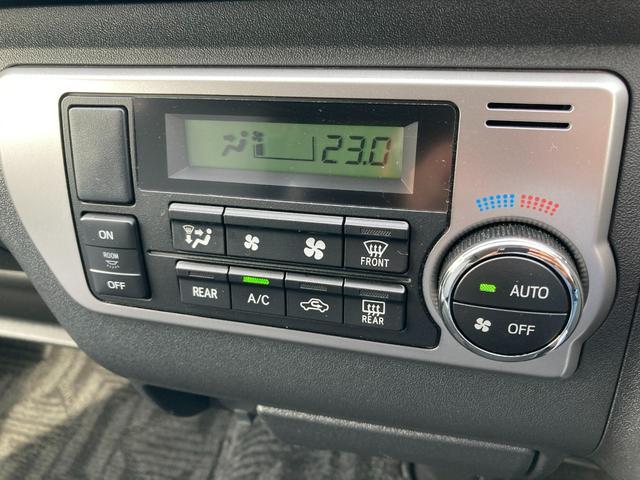 23.0
ON
ROOM
OFF
FRONT
REAR
A/C
REAR
AUTO
OFF